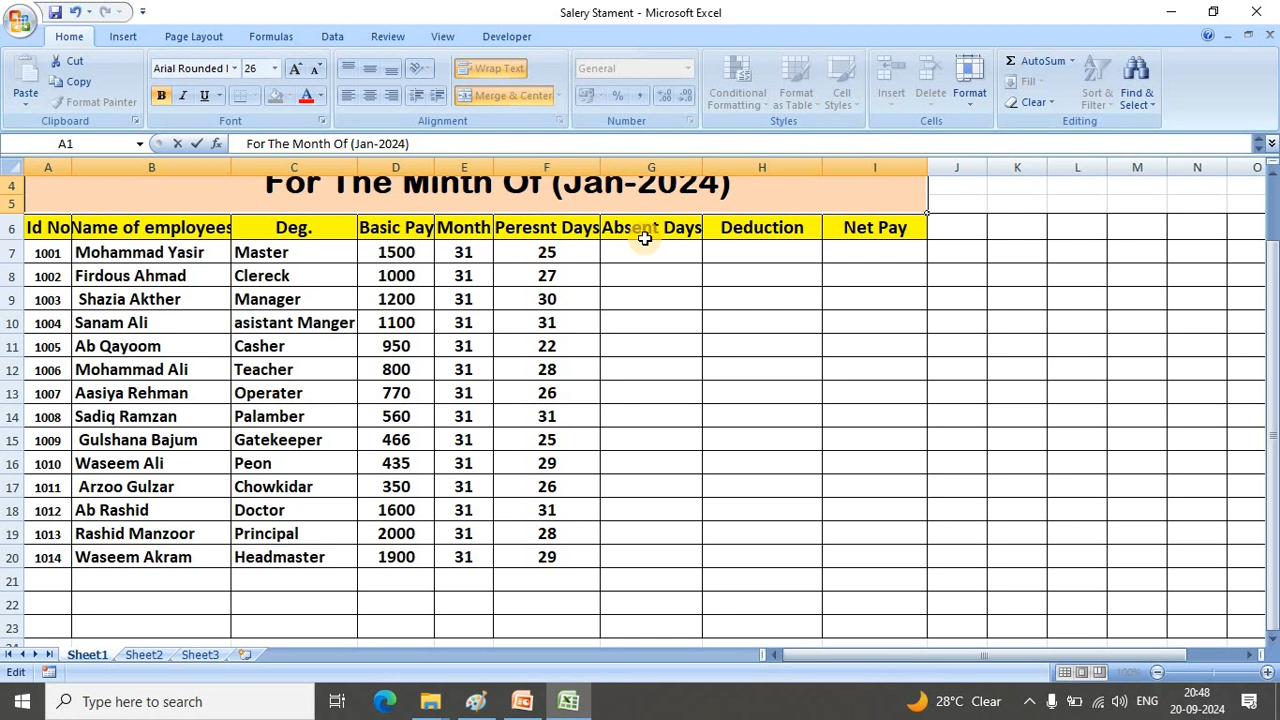 Salery Stament - Microsoft Excel
Home Insert Page Layout Formulas Data Review View Developer
Paste
Cut
Copy
Format Painter
Clipboard
Arial Rounded I 26
A A
B I U A
Font
Wrap Text
Merge & Center
Alignment
General
% ,
Number
Conditional Formatting
Format as Table
Cell Styles
Styles
Insert Delete Format
Cells
Σ AutoSum
Fill
Clear
Sort & Filter
Find & Select
Editing
A1 fx For The Month Of (Jan-2024)
A B C D E F G H I J K L M N O
4 For The Minth Of (Jan-2024)
5
6 Id No Name of employees Deg. Basic Pay Month Peresnt Days Absent Days Deduction Net Pay
7 1001 Mohammad Yasir Master 1500 31 25
8 1002 Firdous Ahmad Clereck 1000 31 27
9 1003 Shazia Akther Manager 1200 31 30
10 1004 Sanam Ali asistant Manger 1100 31 31
11 1005 Ab Qayoom Casher 950 31 22
12 1006 Mohammad Ali Teacher 800 31 28
13 1007 Aasiya Rehman Operater 770 31 26
14 1008 Sadiq Ramzan Palamber 560 31 31
15 1009 Gulshana Bajum Gatekeeper 466 31 25
16 1010 Waseem Ali Peon 435 31 29
17 1011 Arzoo Gulzar Chowkidar 350 31 26
18 1012 Ab Rashid Doctor 1600 31 31
19 1013 Rashid Manzoor Principal 2000 31 28
20 1014 Waseem Akram Headmaster 1900 31 29
21
22
23
Sheet1 Sheet2 Sheet3
Edit 100%
Type here to search 28°C Clear ENG 20:48
20-09-2024